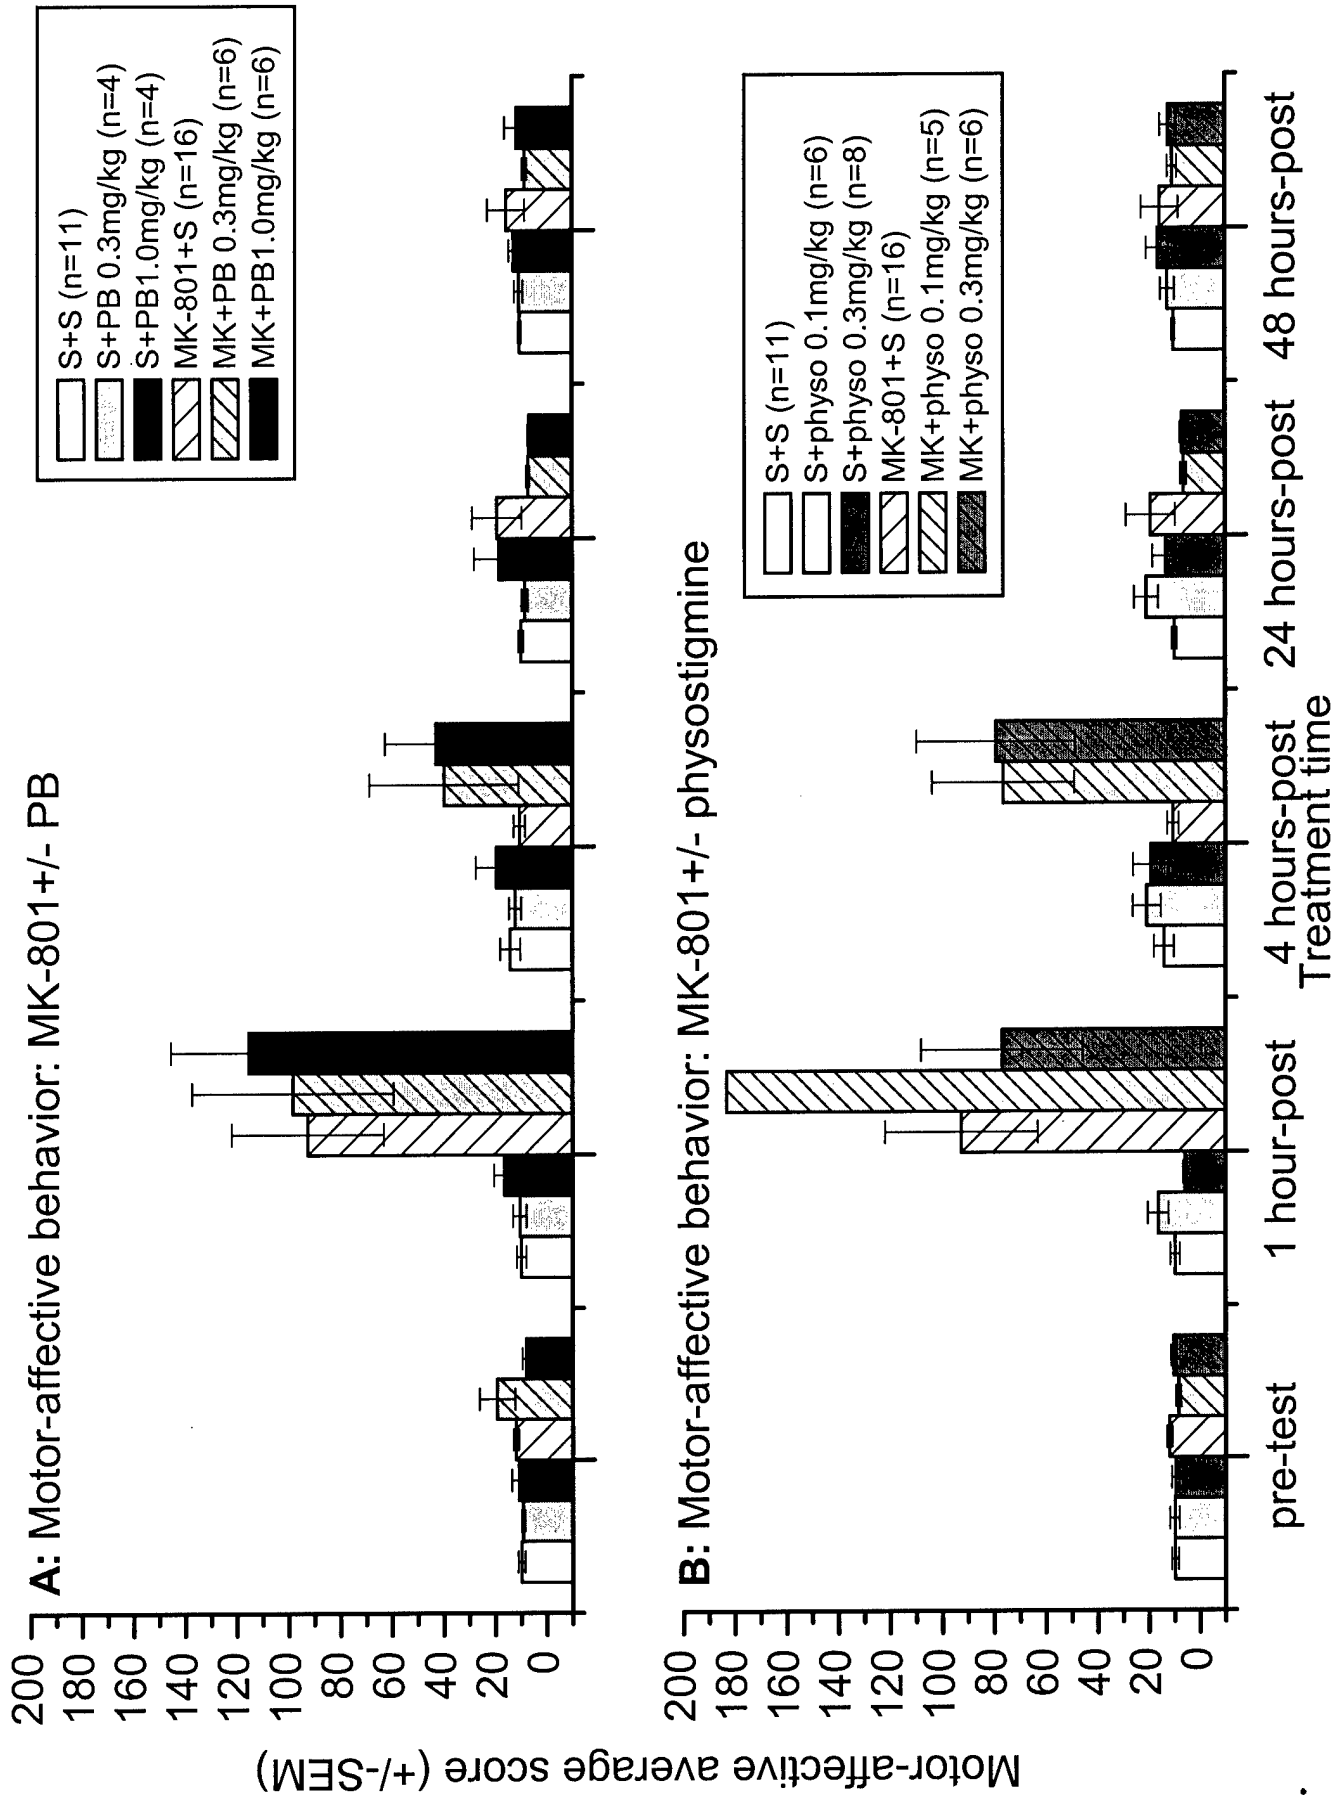 A: Motor-affective behavior: MK-801+/- PB
S+S (n=11)
S+PB 0.3mg/kg (n=4)
S+PB1.0mg/kg (n=4)
MK-801+S (n=16)
MK+PB 0.3mg/kg (n=6)
MK+PB1.0mg/kg (n=6)
200
180
160
140
120
100
80
60
40
20
0
Motor-affective average score (+/-SEM)
B: Motor-affective behavior: MK-801+/- physostigmine
S+S (n=11)
S+physo 0.1mg/kg (n=6)
S+physo 0.3mg/kg (n=8)
MK-801+S (n=16)
MK+physo 0.1mg/kg (n=5)
MK+physo 0.3mg/kg (n=6)
200
180
160
140
120
100
80
60
40
20
0
pre-test 1 hour-post 4 hours-post 24 hours-post 48 hours-post
Treatment time